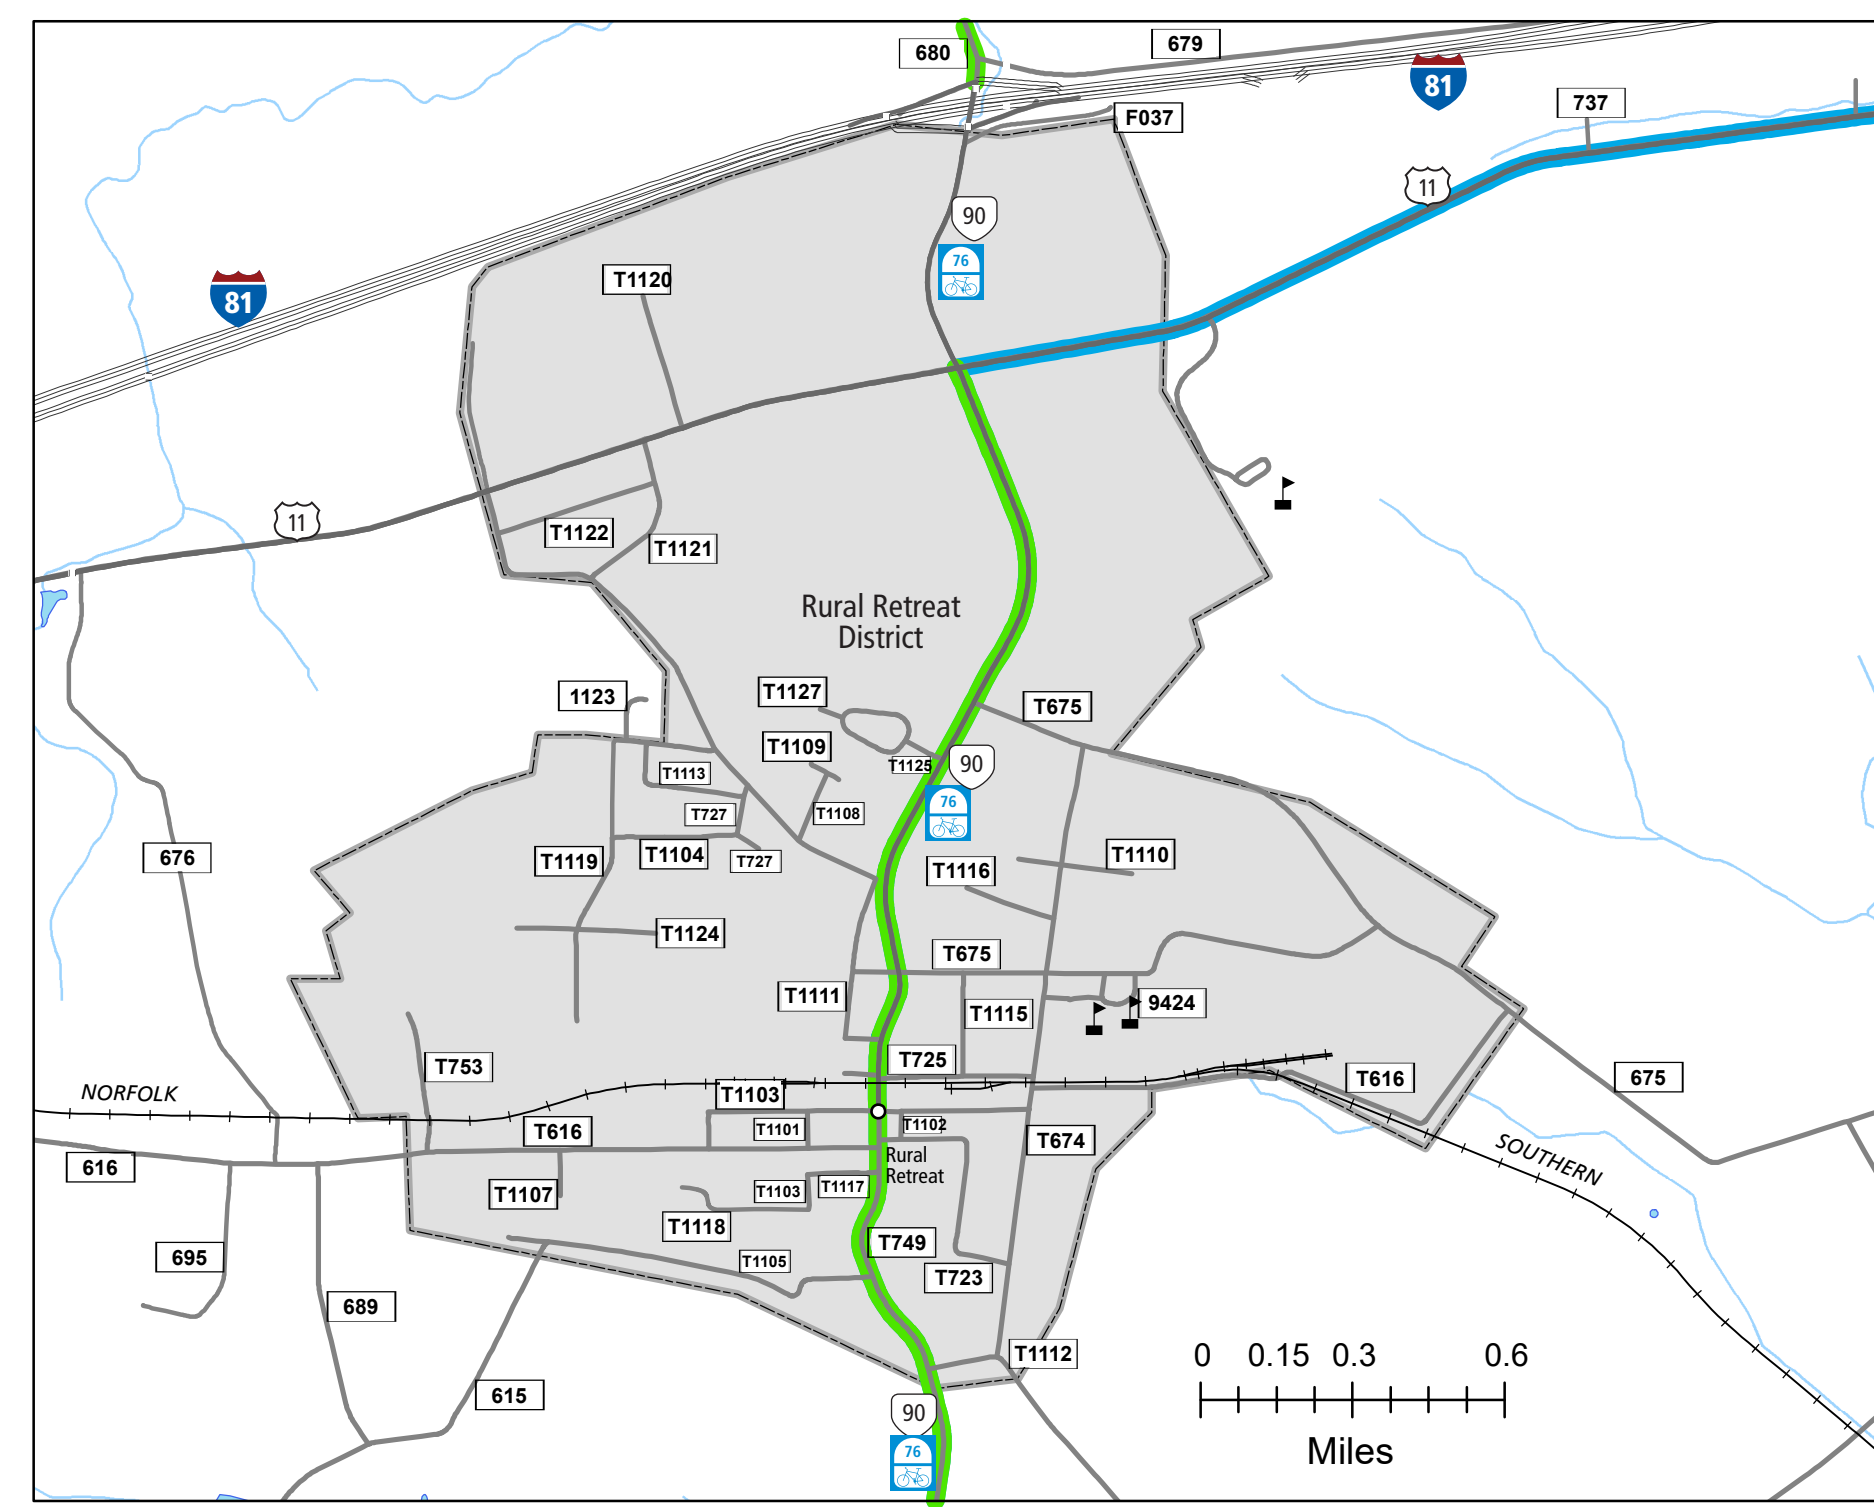 680
679
81
737
F037
11
90
76
T1120
81
11
T1122
T1121
Rural Retreat
District
1123
T1127
T675
T1109
T1125
90
T1113
76
T727
T1108
676
T1119
T1104
T727
T1116
T1110
T1124
T675
T1111
T1115
9424
T753
T725
T616
675
NORFOLK
T1103
T616
T1101
T1102
T674
616
Rural
Retreat
SOUTHERN
T1107
T1103
T1117
T1118
695
T1105
T749
T723
689
T1112
0 0.15 0.3 0.6
615
90
Miles
76